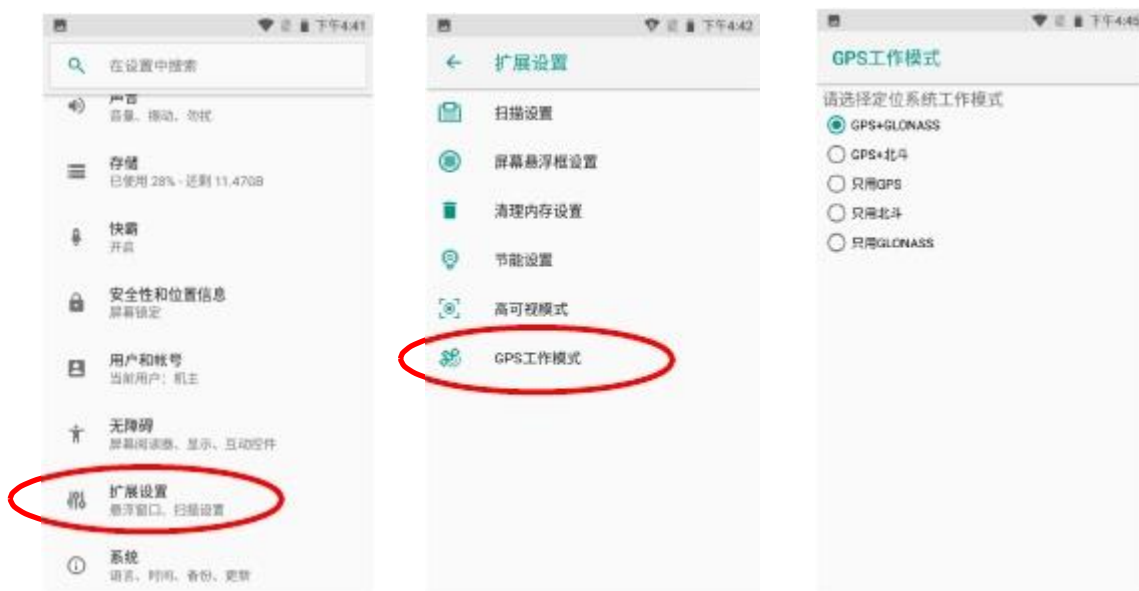 下午4:41
在设置中搜索
声音
音量、振动、勿扰
存储
已使用 28% - 还剩 11.47GB
快霸
开启
安全性和位置信息
屏幕锁定
用户和帐号
当前用户：机主
无障碍
屏幕阅读器、显示、互动控件
扩展设置
悬浮窗口、扫描设置
系统
语言、时间、备份、更新
下午4:42
扩展设置
扫描设置
屏幕悬浮框设置
清理内存设置
节能设置
高可视模式
GPS工作模式
下午4:45
GPS工作模式
请选择定位系统工作模式
GPS+GLONASS
GPS+北斗
只用GPS
只用北斗
只用GLONASS